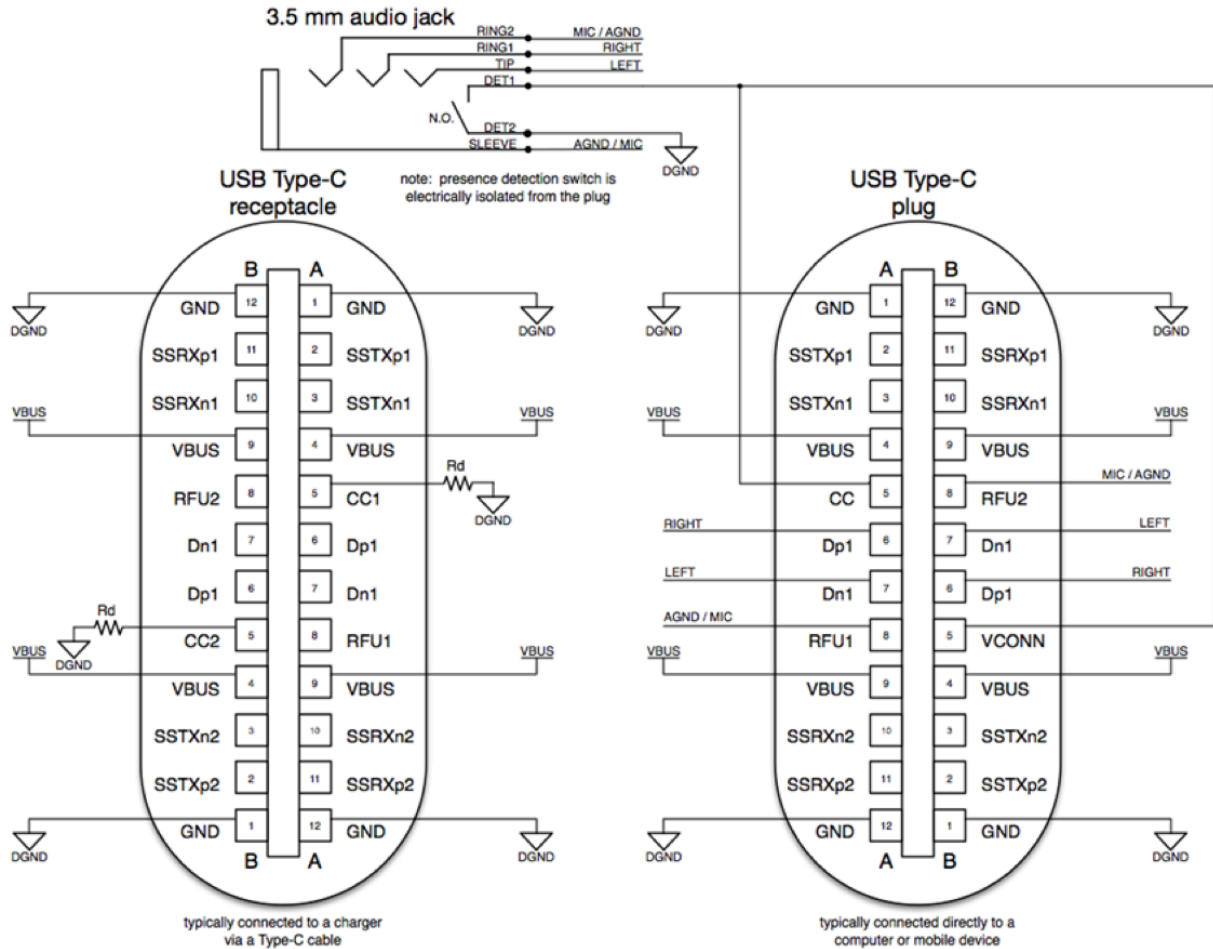 3.5 mm audio jack
RING2 MIC / AGND
RING1 RIGHT
TIP LEFT
DET1
N.O.
DET2
SLEEVE AGND / MIC
DGND
note: presence detection switch is
electrically isolated from the plug
USB Type-C
receptacle
B A
12 1
GND GND
DGND DGND
11 2
SSRXp1 SSTXp1
10 3
SSRXn1 SSTXn1
VBUS VBUS
9 4
VBUS VBUS
Rd
8 5
RFU2 CC1
DGND
7 6
Dn1 Dp1
6 7
Dp1 Dn1
Rd
5 8
CC2 RFU1
DGND
VBUS VBUS
4 9
VBUS VBUS
3 10
SSTXn2 SSRXn2
2 11
SSTXp2 SSRXp2
1 12
GND GND
DGND DGND
B A
typically connected to a charger
via a Type-C cable
USB Type-C
plug
A B
1 12
GND GND
DGND DGND
2 11
SSTXp1 SSRXp1
3 10
SSTXn1 SSRXn1
VBUS VBUS
4 9
VBUS VBUS
MIC / AGND
5 8
CC RFU2
RIGHT LEFT
6 7
Dp1 Dn1
LEFT RIGHT
7 6
Dn1 Dp1
AGND / MIC
8 5
RFU1 VCONN
VBUS VBUS
9 4
VBUS VBUS
10 3
SSRXn2 SSTXn2
11 2
SSRXp2 SSTXp2
12 1
GND GND
DGND DGND
A B
typically connected directly to a
computer or mobile device